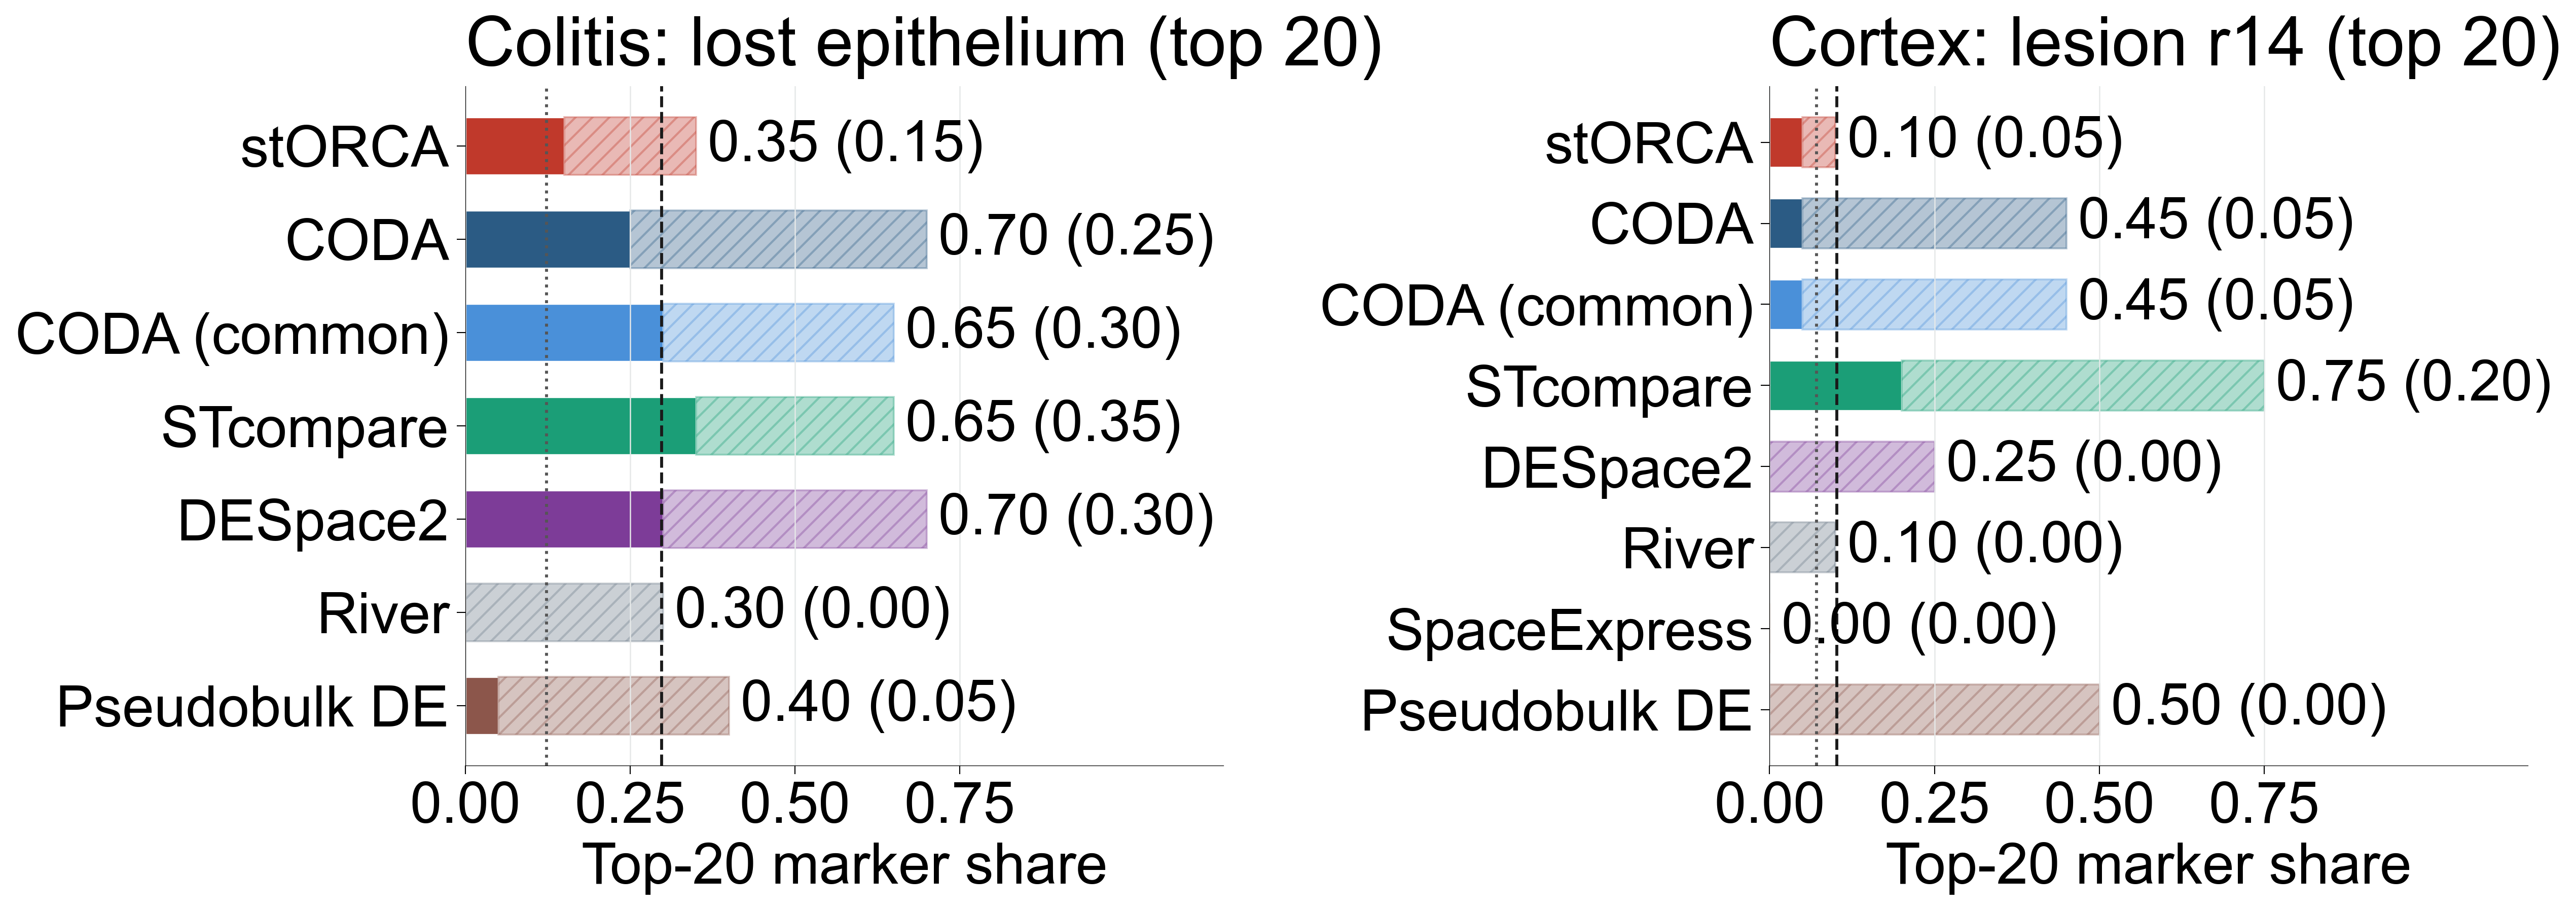 Colitis: lost epithelium (top 20)
stORCA
0.35 (0.15)
CODA
0.70 (0.25)
CODA (common)
0.65 (0.30)
STcompare
0.65 (0.35)
DESpace2
0.70 (0.30)
River
0.30 (0.00)
Pseudobulk DE
0.40 (0.05)
0.00 0.25 0.50 0.75
Top-20 marker share
Cortex: lesion r14 (top 20)
stORCA
0.10 (0.05)
CODA
0.45 (0.05)
CODA (common)
0.45 (0.05)
STcompare
0.75 (0.20)
DESpace2
0.25 (0.00)
River
0.10 (0.00)
SpaceExpress
0.00 (0.00)
Pseudobulk DE
0.50 (0.00)
0.00 0.25 0.50 0.75
Top-20 marker share